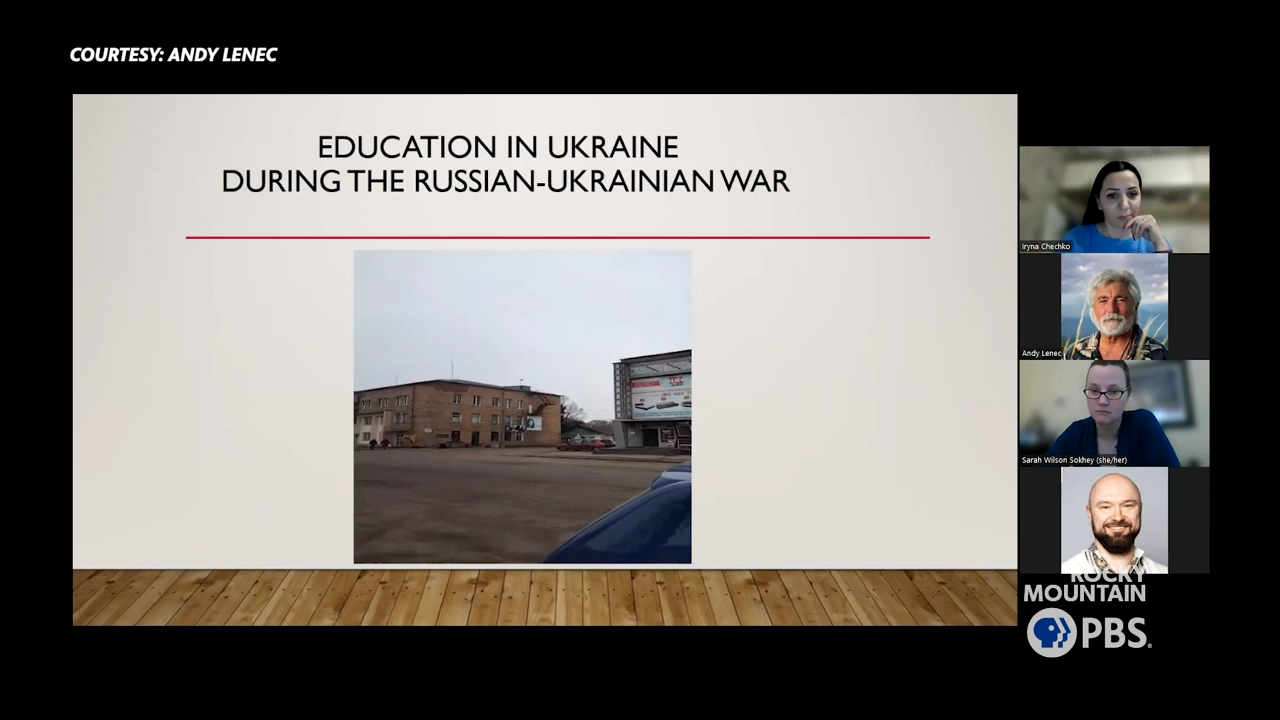 COURTESY: ANDY LENEC
EDUCATION IN UKRAINE
DURING THE RUSSIAN-UKRAINIAN WAR
Iryna Chechko
Andy Lenec
Sarah Wilson Sokhey (she/her)
ROCKY
MOUNTAIN
PBS.